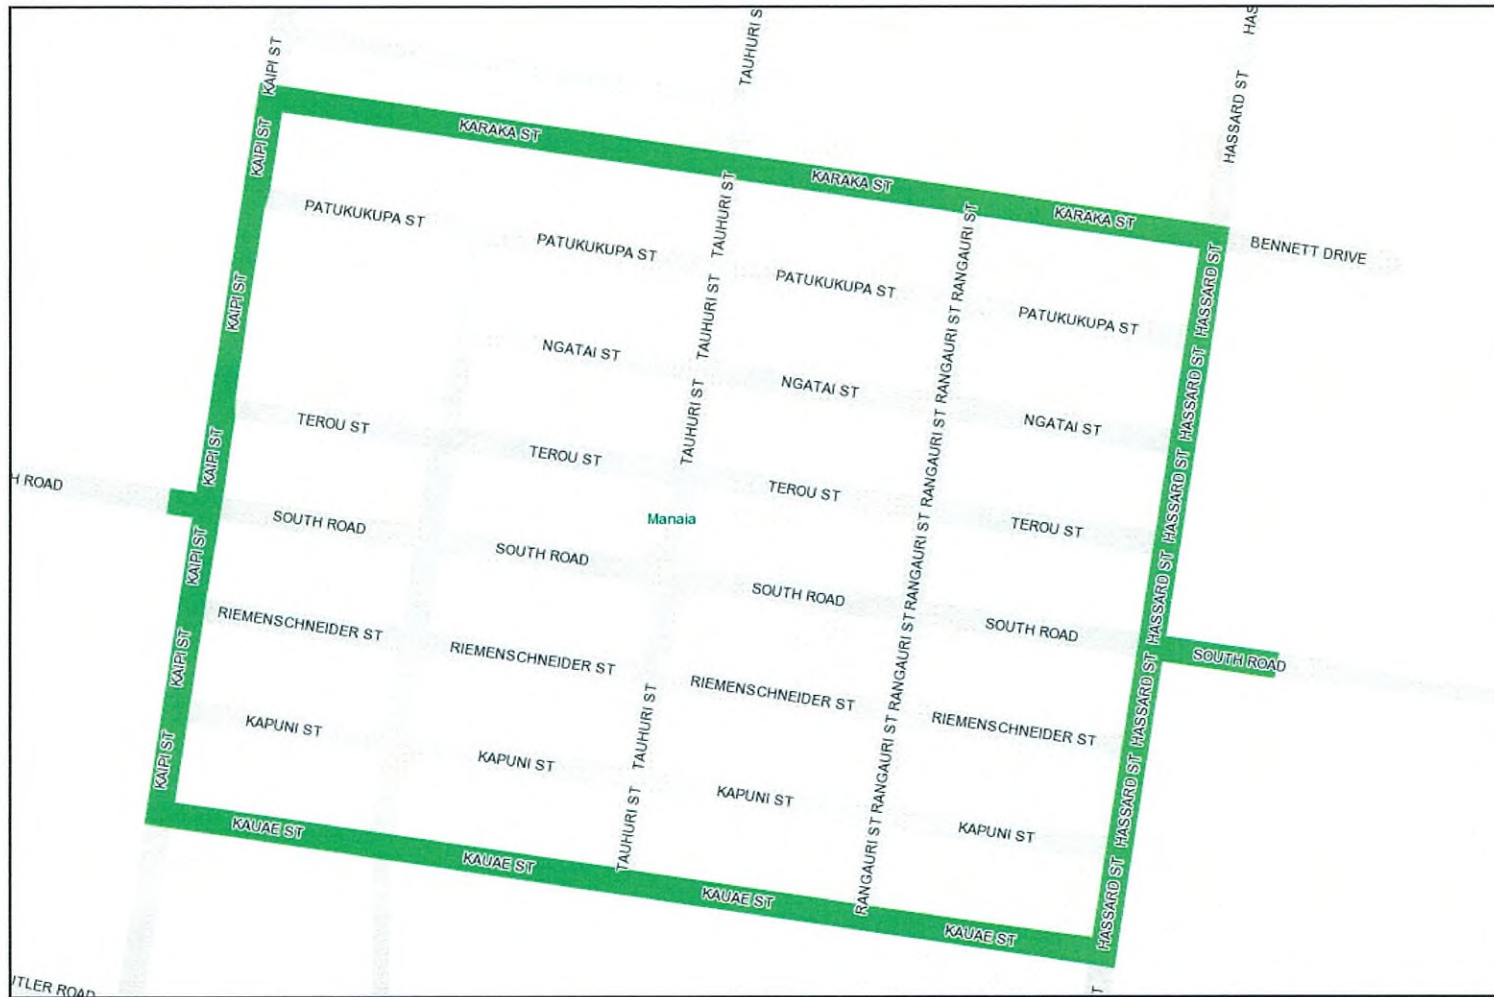 KAIPI ST
TAUHURI S
HAS
HASSARD ST
KAIPI ST
KARAKA ST
KARAKA ST
KARAKA ST
BENNETT DRIVE
PATUKUKUPA ST
PATUKUKUPA ST
PATUKUKUPA ST
PATUKUKUPA ST
TAUHURI ST
RANGAURI ST
HASSARD ST
KAIPI ST
TAUHURI ST
RANGAURI ST
NGATAI ST
NGATAI ST
NGATAI ST
HASSARD ST
TAUHURI ST
RANGAURI ST
KAIPI ST
TEROU ST
TEROU ST
TEROU ST
TEROU ST
HASSARD ST
H ROAD
SOUTH ROAD
SOUTH ROAD
Manaia
SOUTH ROAD
SOUTH ROAD
SOUTH ROAD
RANGAURI ST
HASSARD ST
KAIPI ST
RIEMENSCHNEIDER ST
RIEMENSCHNEIDER ST
RIEMENSCHNEIDER ST
RIEMENSCHNEIDER ST
RANGAURI ST
HASSARD ST
KAIPI ST
TAUHURI ST
KAPUNI ST
KAPUNI ST
KAPUNI ST
KAPUNI ST
RANGAURI ST
HASSARD ST
KAIPI ST
TAUHURI ST
RANGAURI ST
HASSARD ST
KAUAE ST
KAUAE ST
KAUAE ST
KAUAE ST
UTLER ROAD
T